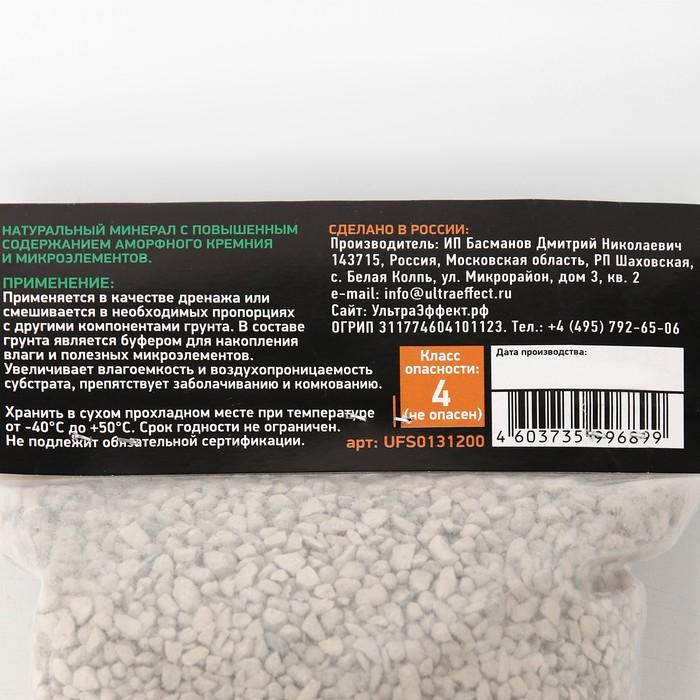 НАТУРАЛЬНЫЙ МИНЕРАЛ С ПОВЫШЕННЫМ
СОДЕРЖАНИЕМ АМОРФНОГО КРЕМНИЯ
И МИКРОЭЛЕМЕНТОВ.
ПРИМЕНЕНИЕ:
Применяется в качестве дренажа или
смешивается в необходимых пропорциях
с другими компонентами грунта. В составе
грунта является буфером для накопления
влаги и полезных микроэлементов.
Увеличивает влагоемкость и воздухопроницаемость
субстрата, препятствует заболачиванию и комкованию.
Хранить в сухом прохладном месте при температуре
от -40°С до +50°С. Срок годности не ограничен.
Не подлежит обязательной сертификации.
СДЕЛАНО В РОССИИ:
Производитель: ИП Басманов Дмитрий Николаевич
143715, Россия, Московская область, РП Шаховская,
с. Белая Колпь, ул. Микрорайон, дом 3, кв. 2
e-mail: info@ultraeffect.ru
Сайт: УльтраЭффект.рф
ОГРИП 311774604101123. Тел.: +7 (495) 792-65-06
Класс
опасности:
4
(не опасен)
арт: UFS0131200
Дата производства:
4 603735 996899